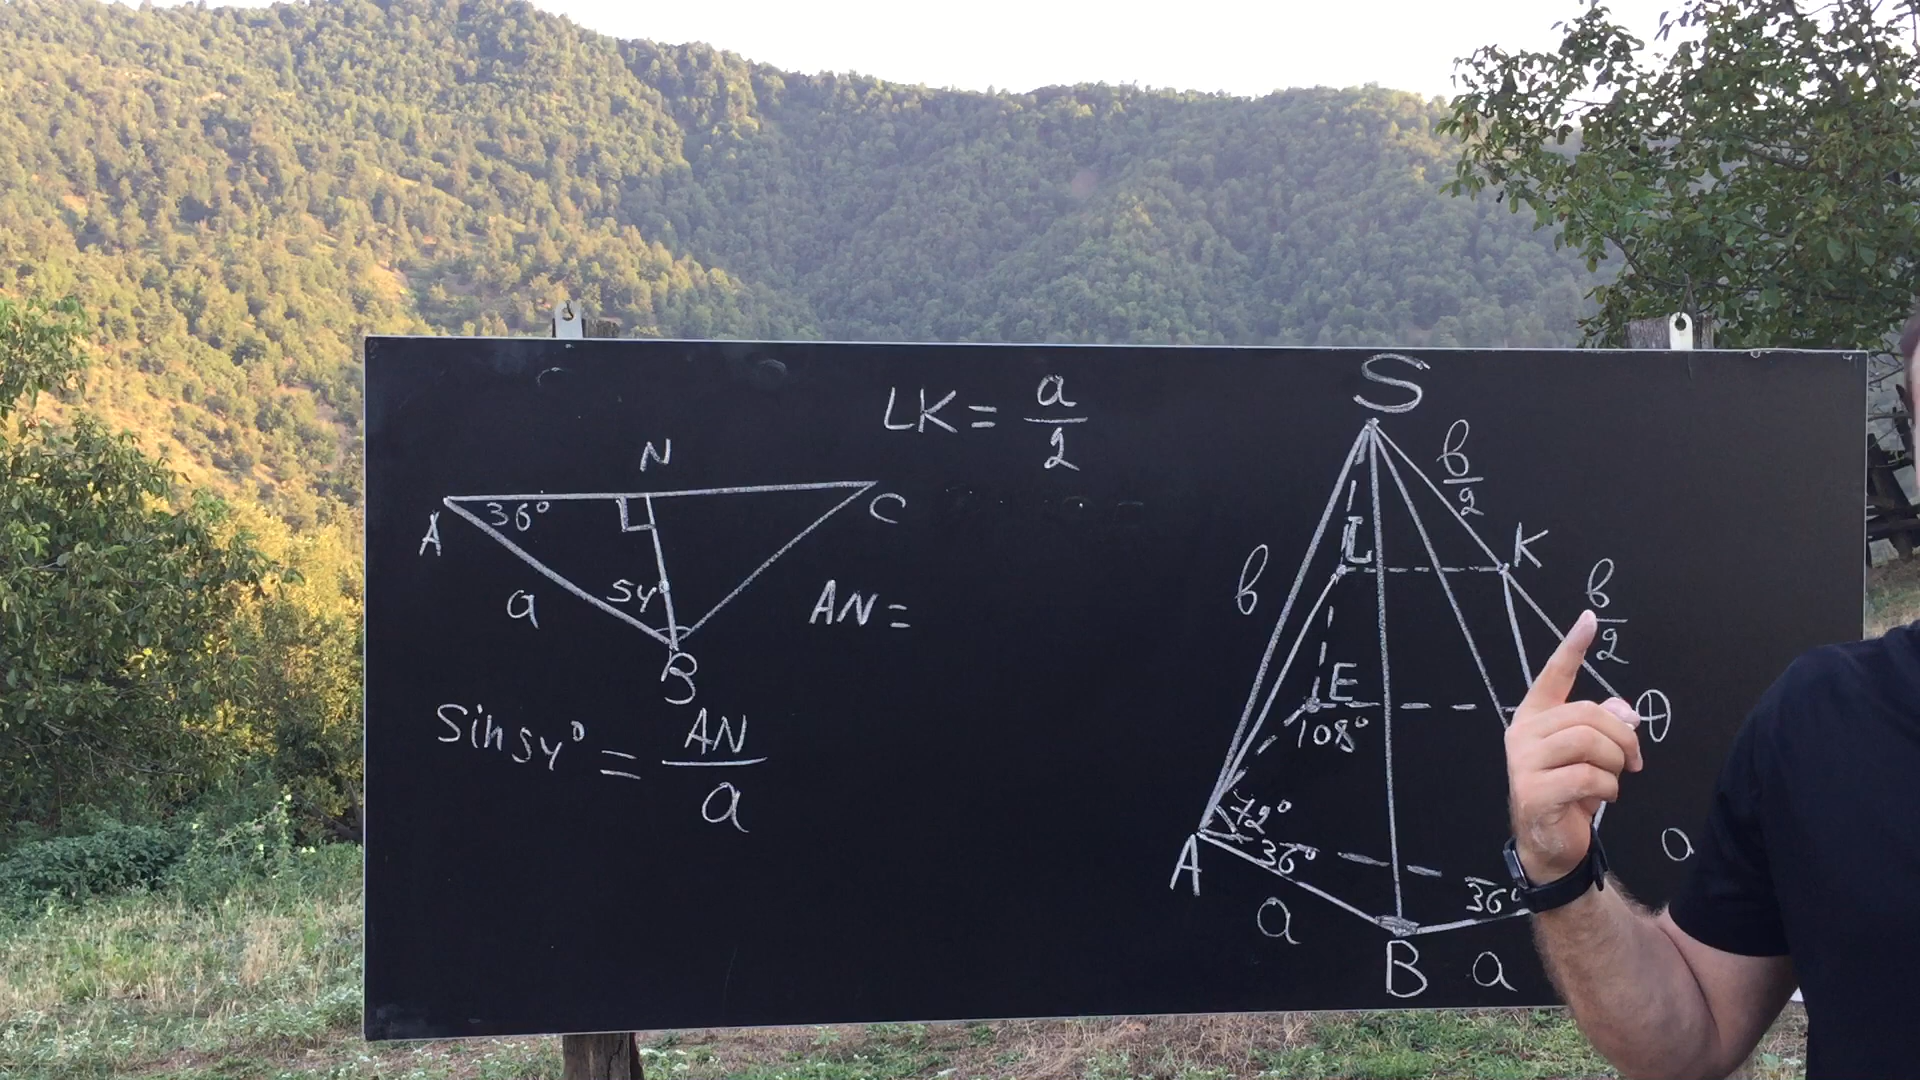 LK = a/2
N
A 36° C
a 54°
B
AN =
Sin 54° = AN/a
S
b/2
L K
b b/2
E D
108°
72°
A 36° 36° a
a
B a